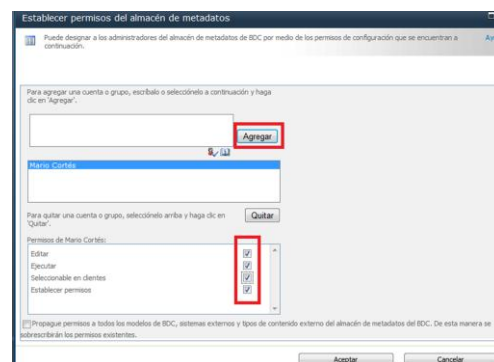 Establecer permisos del almacén de metadatos
Puede designar a los administradores del almacén de metadatos de BDC por medio de los permisos de configuración que se encuentran a
continuación.
Ay
Para agregar una cuenta o grupo, escríbalo o selecciónelo a continuación y haga
clic en 'Agregar'.
Agregar
Mario Cortés
Para quitar una cuenta o grupo, selecciónelo arriba y haga clic en
'Quitar'.
Quitar
Permisos de Mario Cortés:
Editar
Ejecutar
Seleccionable en clientes
Establecer permisos
Propague permisos a todos los modelos de BDC, sistemas externos y tipos de contenido externo del almacén de metadatos del BDC. De esta manera se
sobrescribirán los permisos existentes.
Aceptar
Cancelar